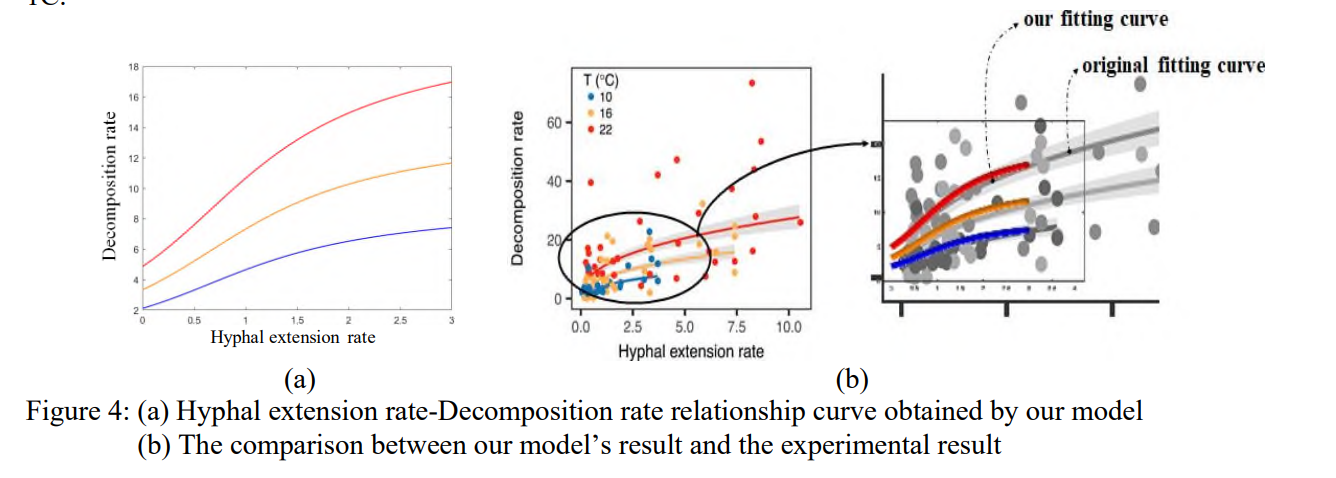 1C.
our fitting curve
original fitting curve
Decomposition rate
18
16
14
12
10
8
6
4
2
0
0.5
1
1.5
2
2.5
3
Hyphal extension rate
(a)
Decomposition rate
60
40
20
0
T (°C)
10
16
22
0.0
2.5
5.0
7.5
10.0
Hyphal extension rate
(b)
Figure 4: (a) Hyphal extension rate-Decomposition rate relationship curve obtained by our model
(b) The comparison between our model's result and the experimental result